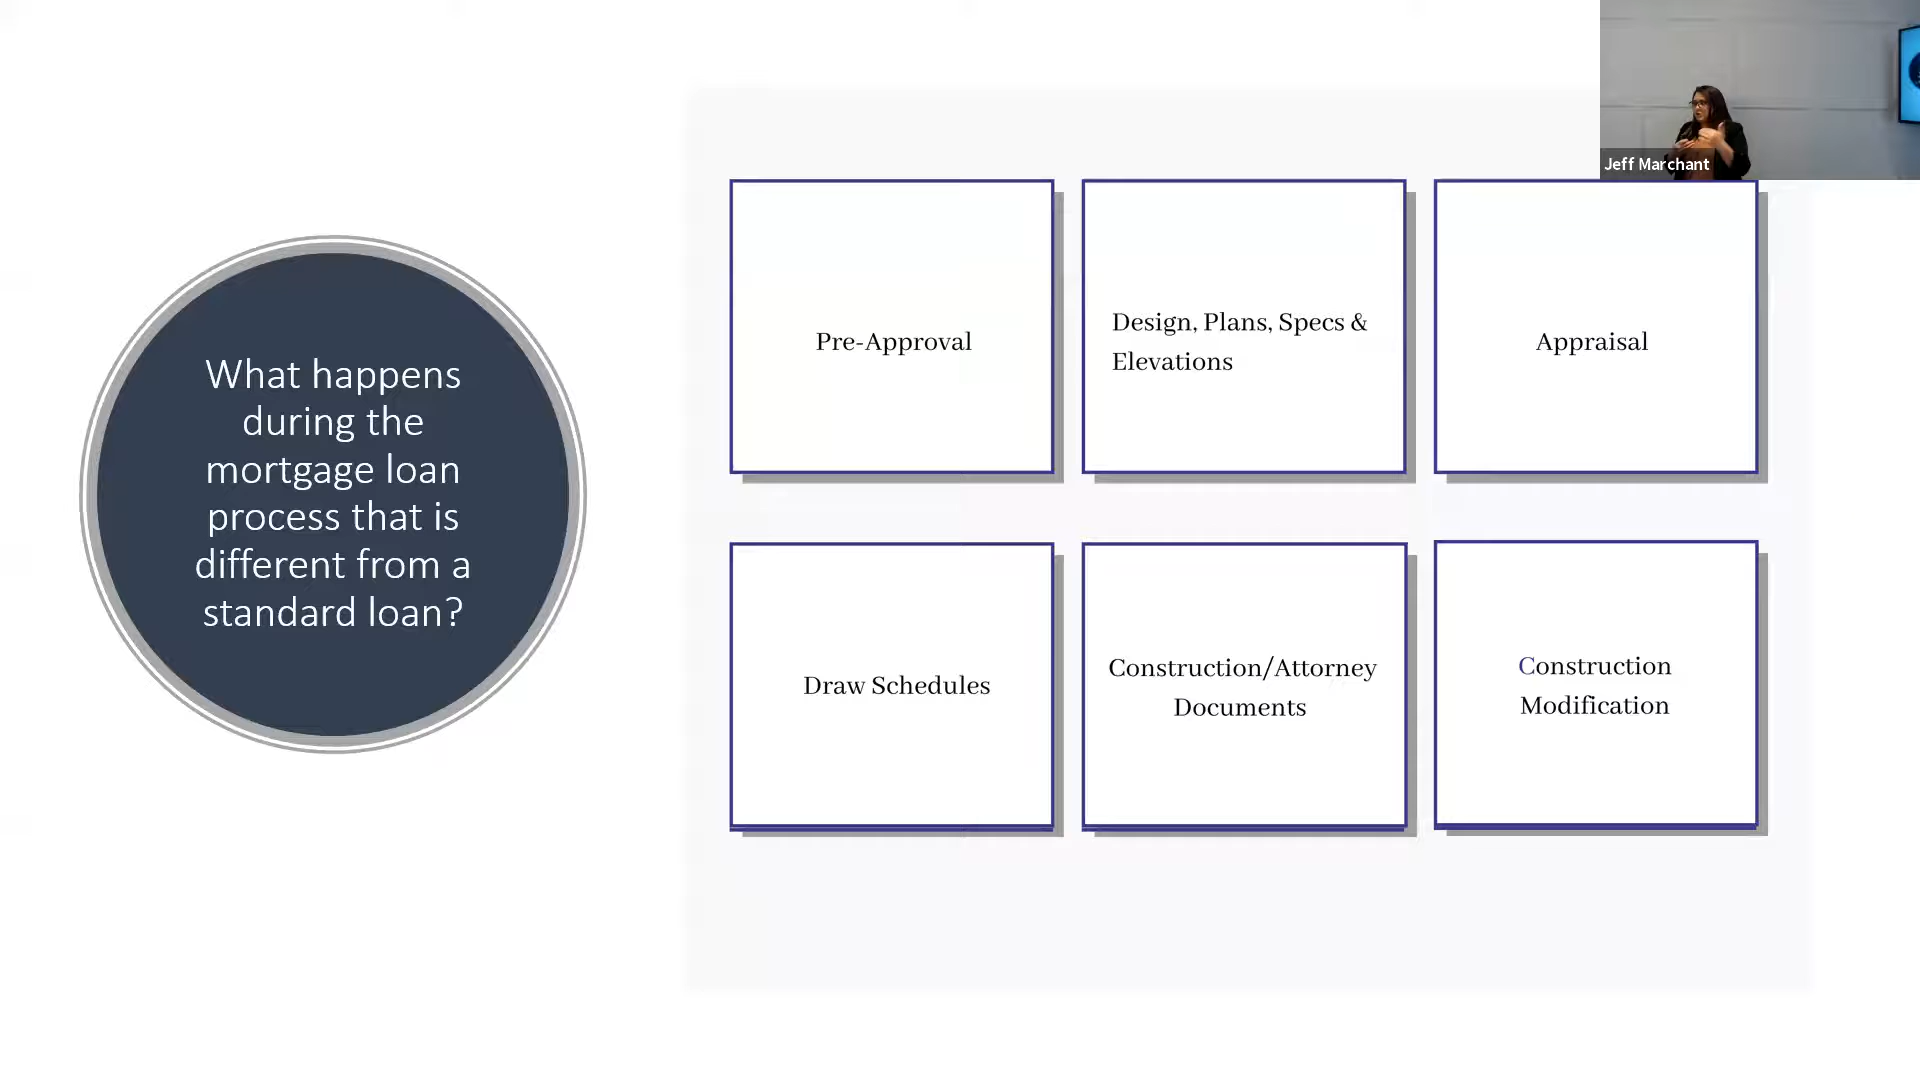 What happens
during the
mortgage loan
process that is
different from a
standard loan?
Pre-Approval
Design, Plans, Specs &
Elevations
Appraisal
Draw Schedules
Construction/Attorney
Documents
Construction
Modification
Jeff Marchant